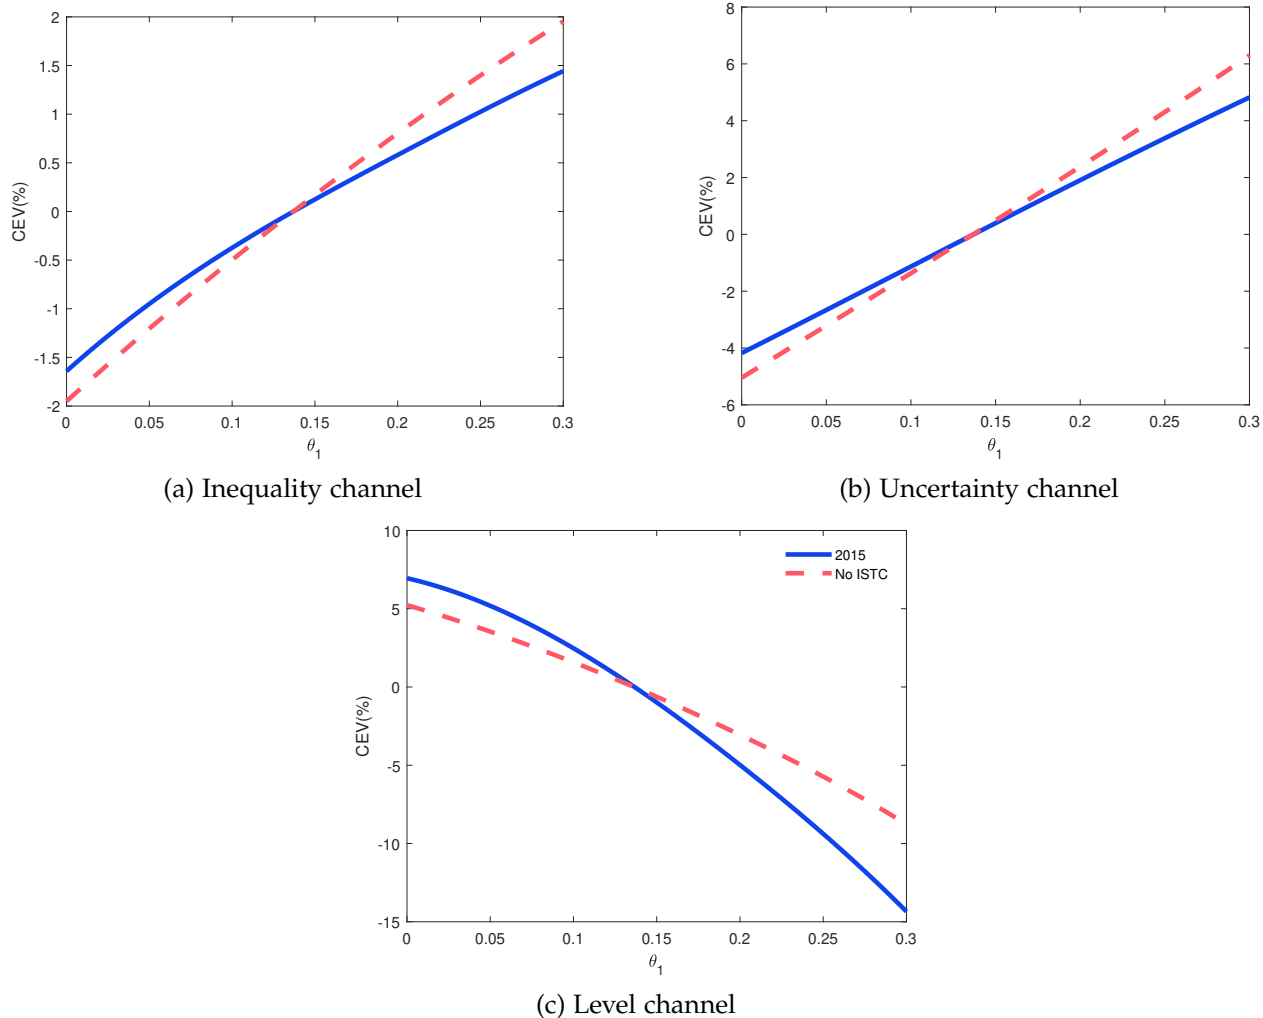 2
1.5
1
0.5
0
-0.5
-1
-1.5
-2
CEV(%)
0 0.05 0.1 0.15 0.2 0.25 0.3
θ1
(a) Inequality channel
8
6
4
2
0
-2
-4
-6
CEV(%)
0 0.05 0.1 0.15 0.2 0.25 0.3
θ1
(b) Uncertainty channel
10
5
0
-5
-10
-15
CEV(%)
2015
No ISTC
0 0.05 0.1 0.15 0.2 0.25 0.3
θ1
(c) Level channel